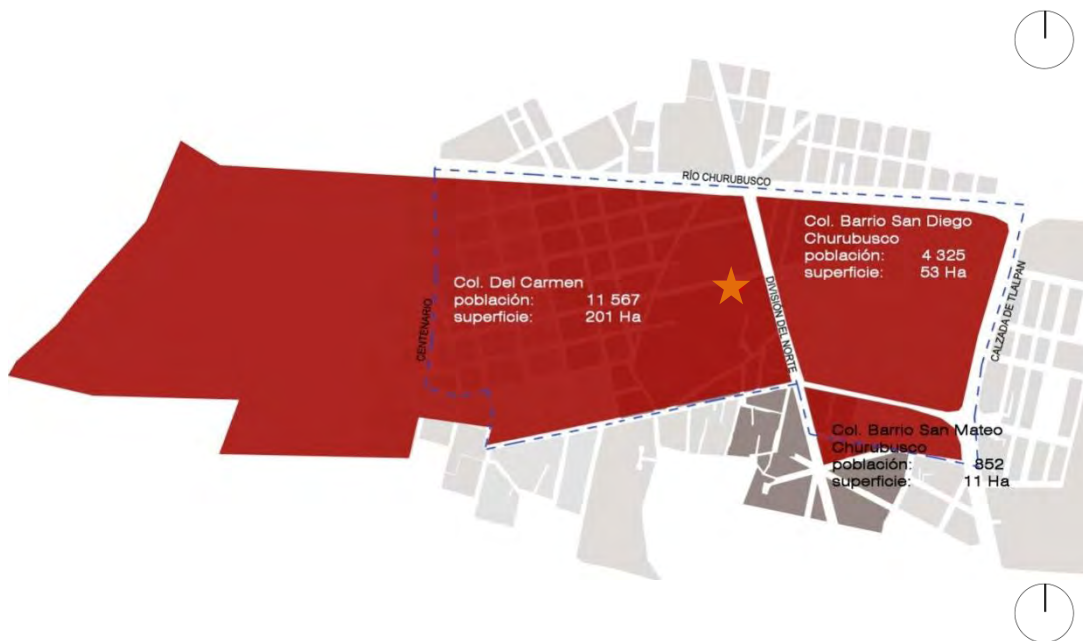 RÍO CHURUBUSCO
Col. Barrio San Diego
Churubusco
población: 4 325
superficie: 53 Ha
Col. Del Carmen
población: 11 567
superficie: 201 Ha
CENTENARIO
DIVISIÓN DEL NORTE
CALZADA DE TLALPAN
Col. Barrio San Mateo
Churubusco
población: 852
superficie: 11 Ha